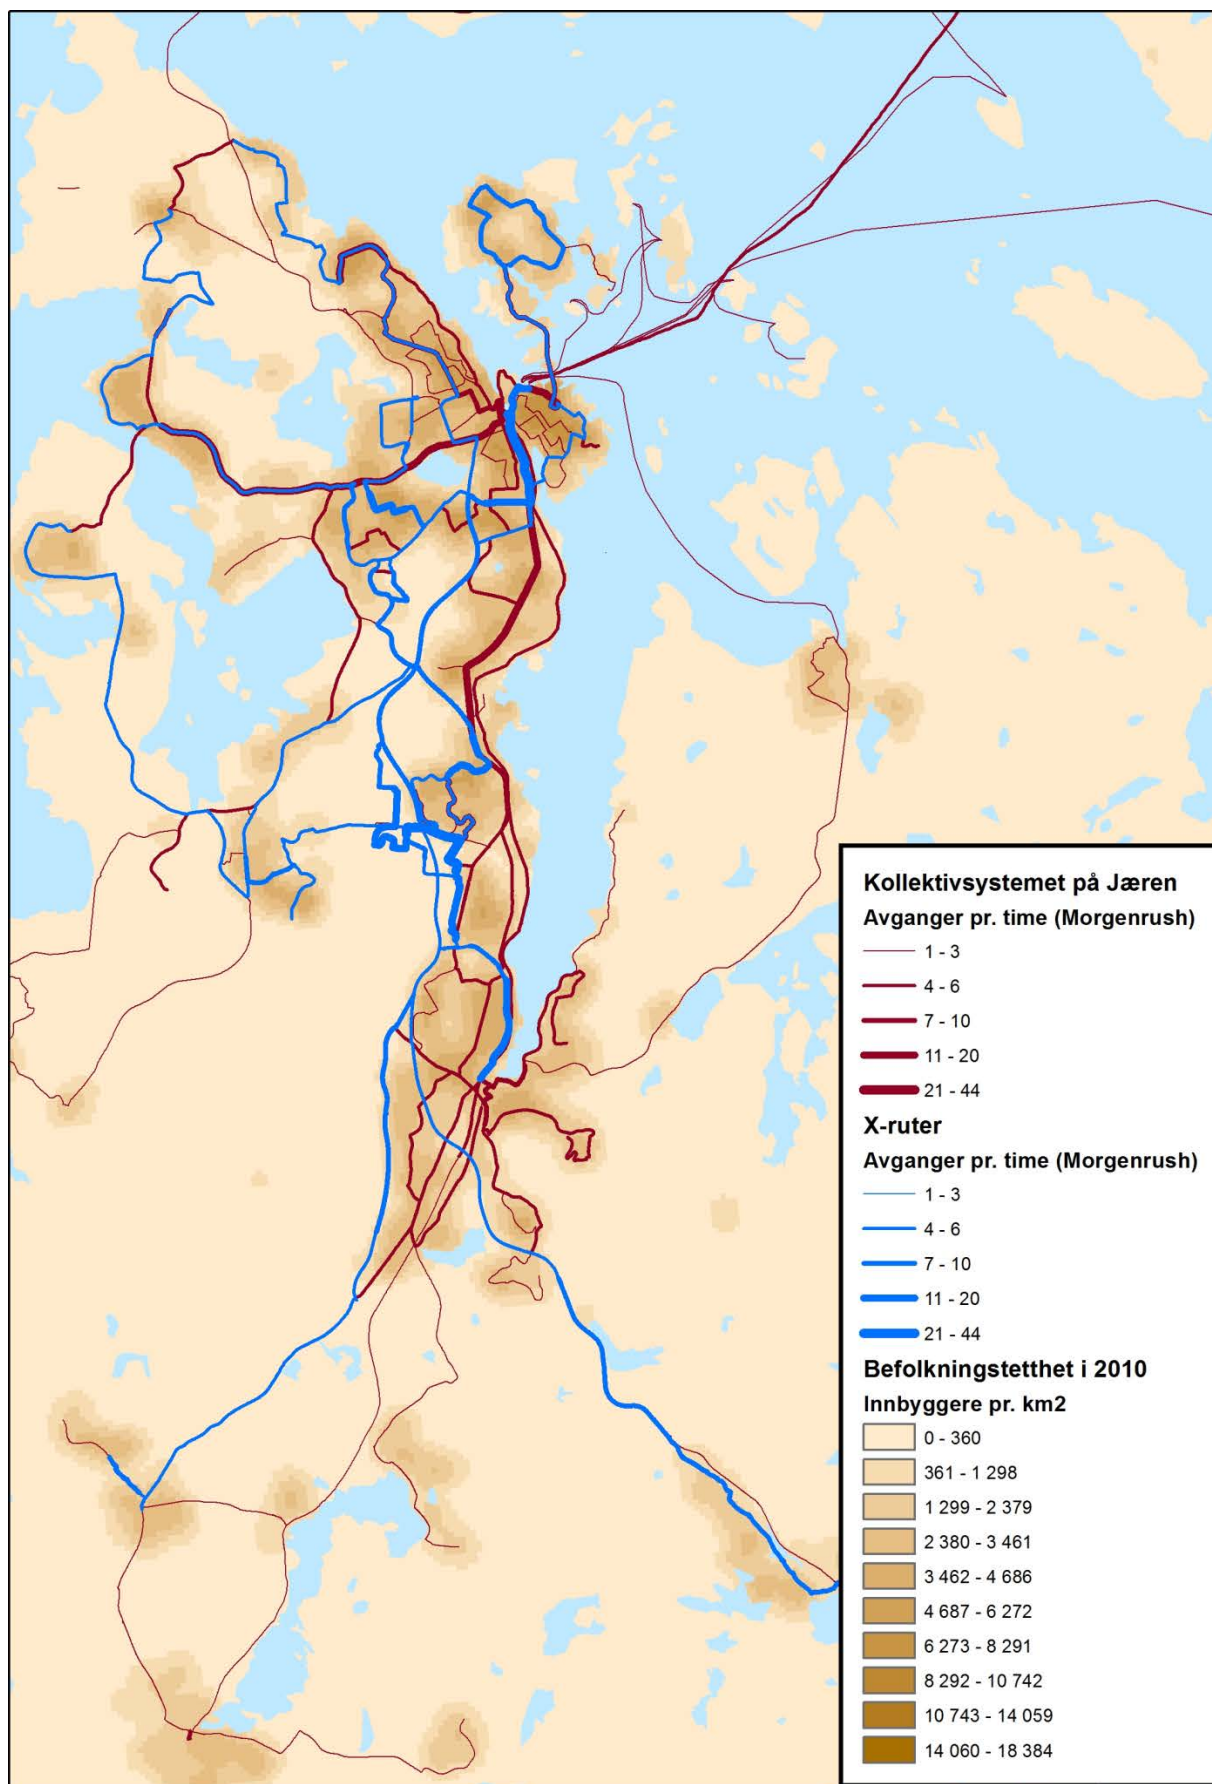 Kollektivsystemet på Jæren
Avganger pr. time (Morgenrush)
1 - 3
4 - 6
7 - 10
11 - 20
21 - 44
X-ruter
Avganger pr. time (Morgenrush)
1 - 3
4 - 6
7 - 10
11 - 20
21 - 44
Befolkningstetthet i 2010
Innbyggere pr. km2
0 - 360
361 - 1 298
1 299 - 2 379
2 380 - 3 461
3 462 - 4 686
4 687 - 6 272
6 273 - 8 291
8 292 - 10 742
10 743 - 14 059
14 060 - 18 384